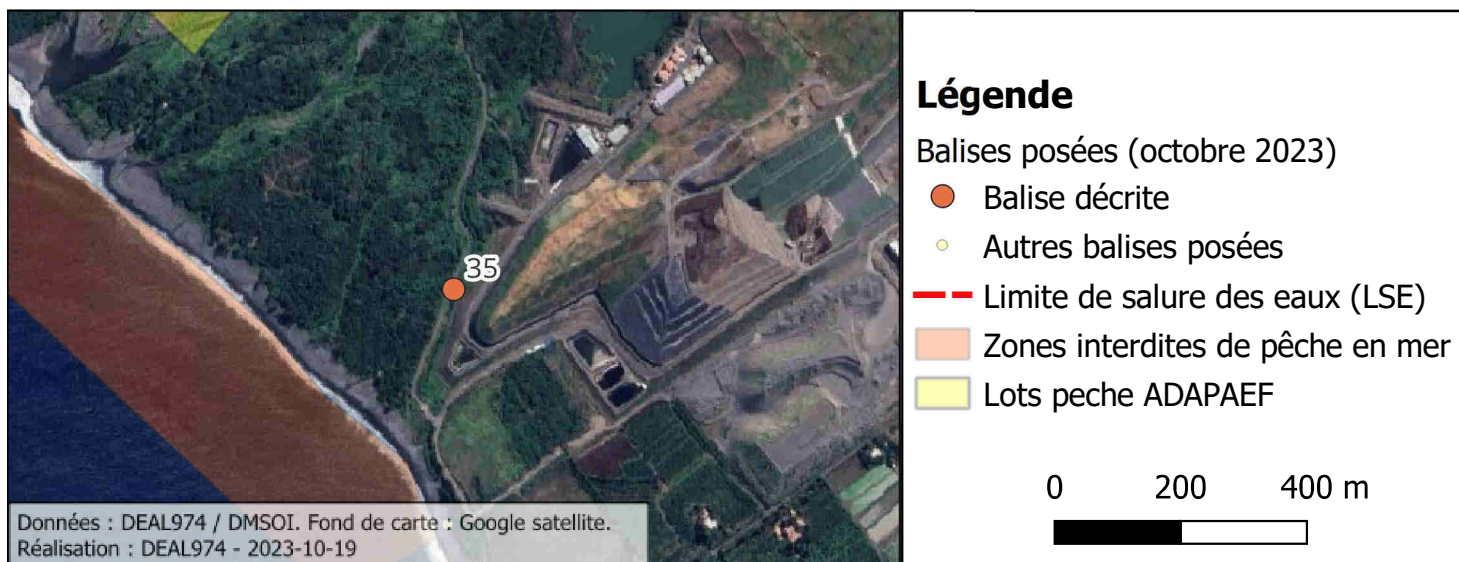 35
Données : DEAL974 / DMSOI. Fond de carte : Google satellite.
Réalisation : DEAL974 - 2023-10-19
Légende
Balises posées (octobre 2023)
Balise décrite
Autres balises posées
Limite de salure des eaux (LSE)
Zones interdites de pêche en mer
Lots peche ADAPAEF
0 200 400 m